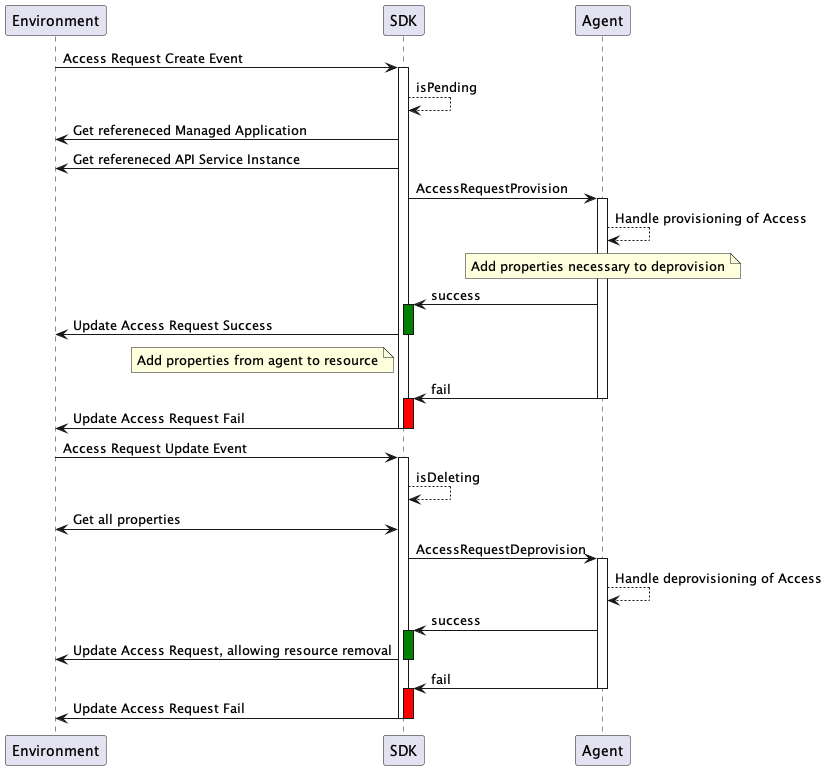 Environment
SDK
Agent
Access Request Create Event
isPending
Get refereneced Managed Application
Get referenced API Service Instance
AccessRequestProvision
Handle provisioning of Access
Add properties necessary to deprovision
success
Update Access Request Success
Add properties from agent to resource
fail
Update Access Request Fail
Access Request Update Event
isDeleting
Get all properties
AccessRequestDeprovision
Handle deprovisioning of Access
success
Update Access Request, allowing resource removal
fail
Update Access Request Fail
Environment
SDK
Agent